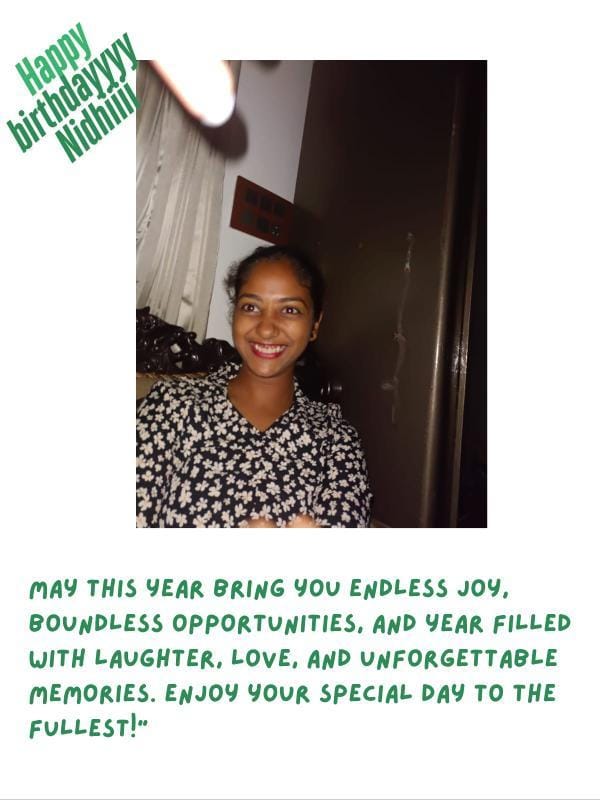 Happy
birthdayyyy
Nidhiiii
MAY THIS YEAR BRING YOU ENDLESS JOY,
BOUNDLESS OPPORTUNITIES, AND YEAR FILLED
WITH LAUGHTER, LOVE, AND UNFORGETTABLE
MEMORIES. ENJOY YOUR SPECIAL DAY TO THE
FULLEST!"